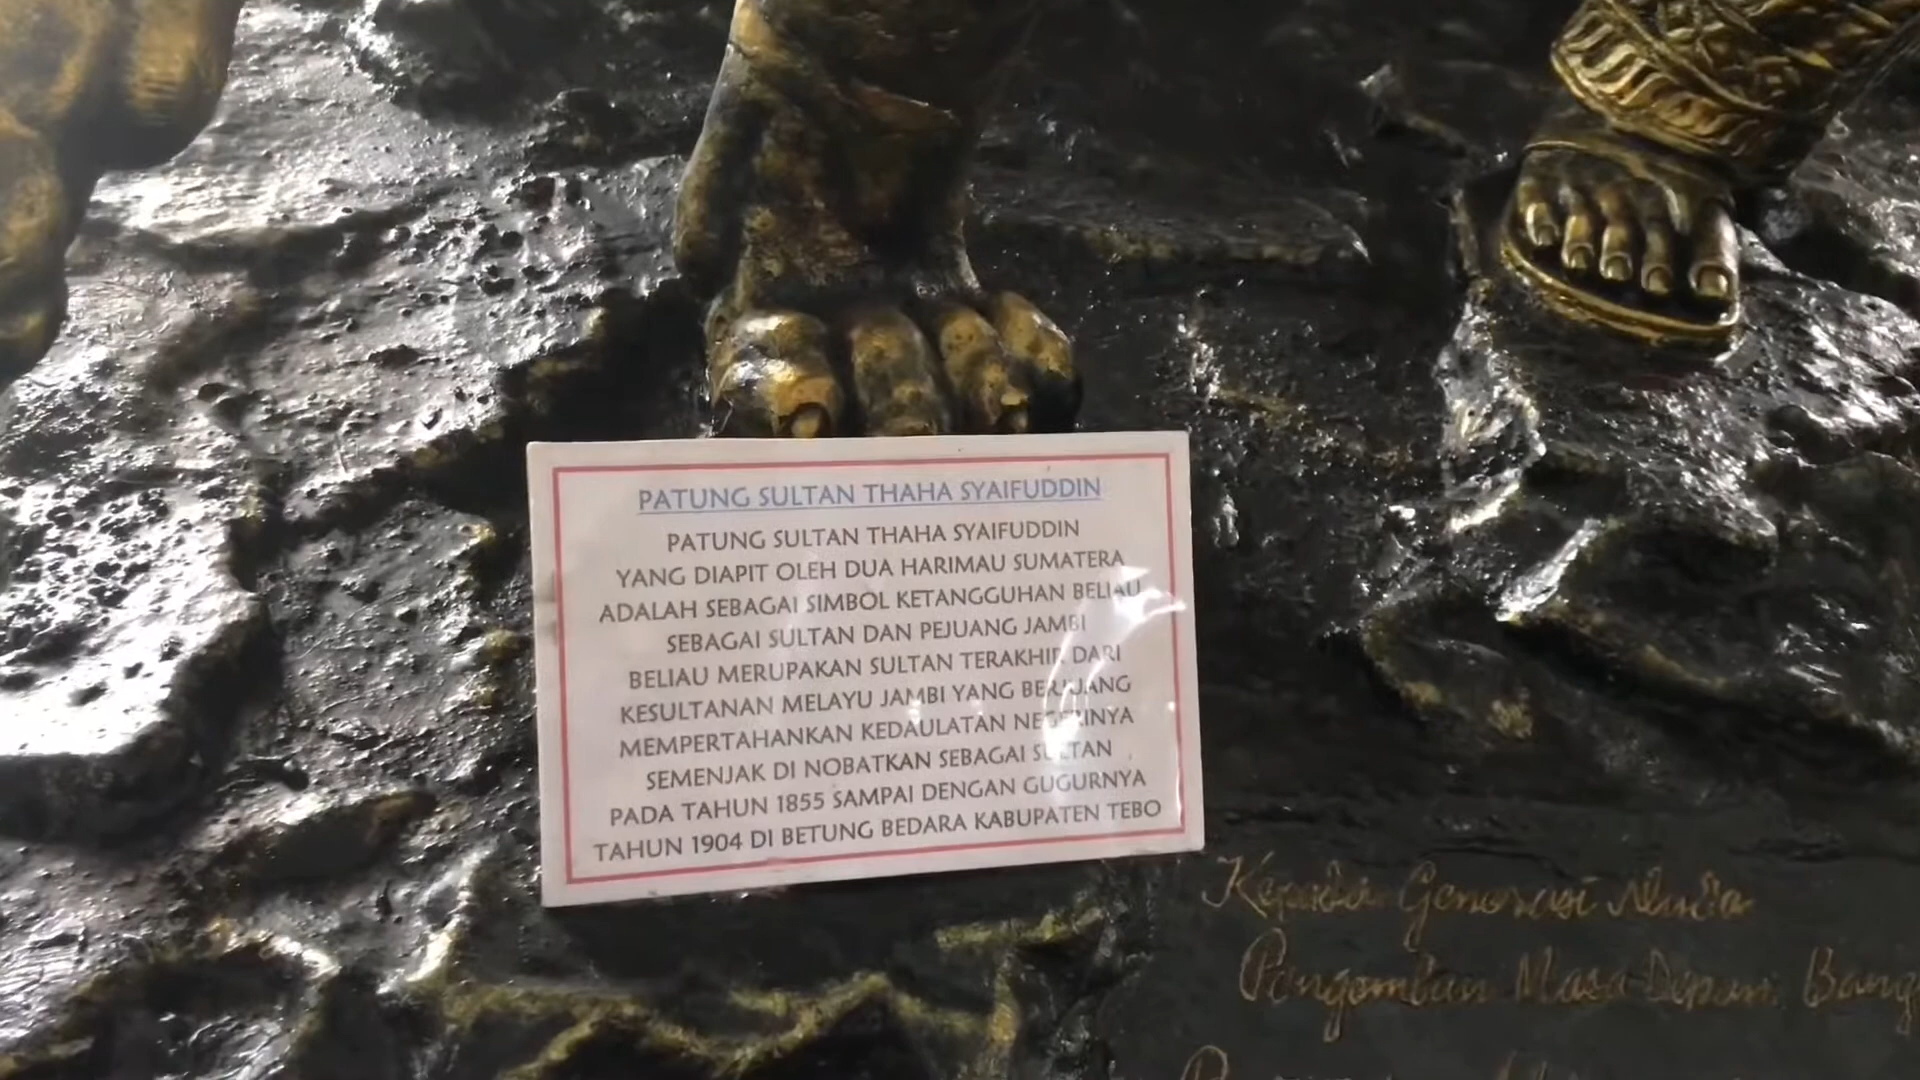 PATUNG SULTAN THAHA SYAIFUDDIN
PATUNG SULTAN THAHA SYAIFUDDIN
YANG DIAPIT OLEH DUA HARIMAU SUMATERA
ADALAH SEBAGAI SIMBOL KETANGGUHAN BELIAU
SEBAGAI SULTAN DAN PEJUANG JAMBI
BELIAU MERUPAKAN SULTAN TERAKHIR DARI
KESULTANAN MELAYU JAMBI YANG BERJUANG
MEMPERTAHANKAN KEDAULATAN NEGERINYA
SEMENJAK DI NOBATKAN SEBAGAI SULTAN
PADA TAHUN 1855 SAMPAI DENGAN GUGURNYA
TAHUN 1904 DI BETUNG BEDARA KABUPATEN TEBO
Kepada Generasi Muda
Pengemban Masa Depan Bang